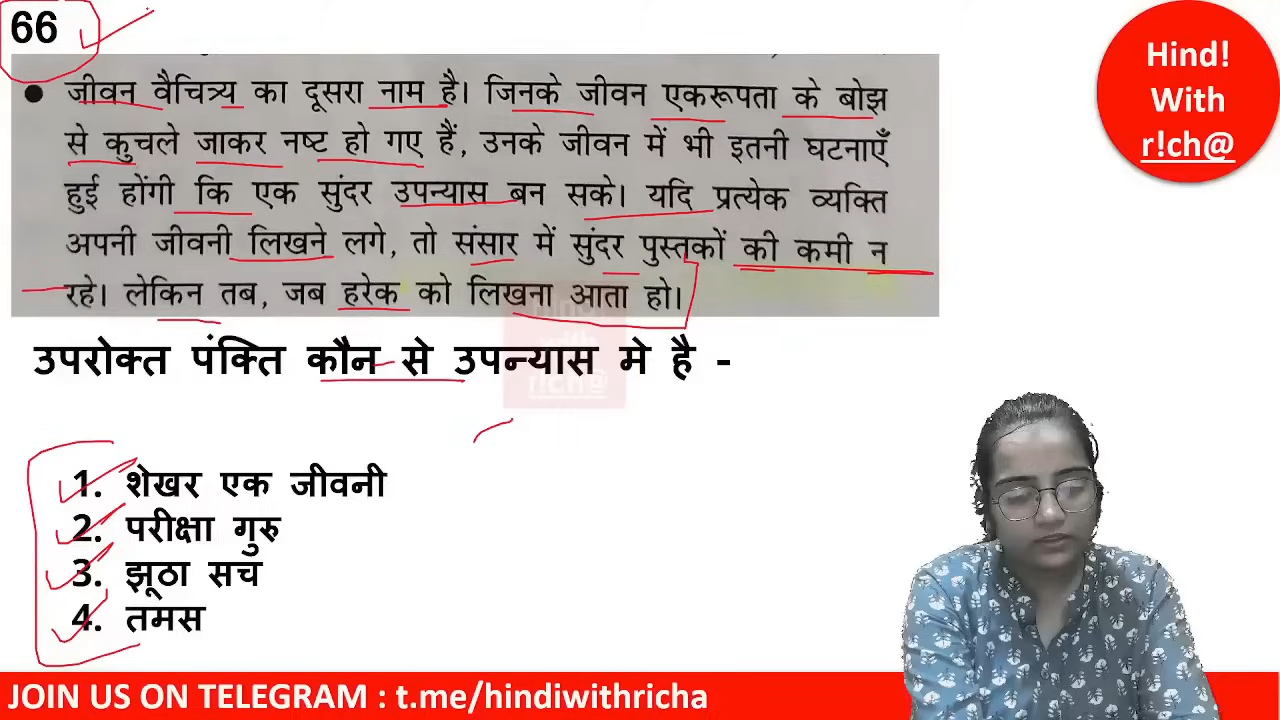 66
Hind!
With
r!ch@
जीवन वैचित्र्य का दूसरा नाम है। जिनके जीवन एकरूपता के बोझ
से कुचले जाकर नष्ट हो गए हैं, उनके जीवन में भी इतनी घटनाएँ
हुई होंगी कि एक सुंदर उपन्यास बन सके। यदि प्रत्येक व्यक्ति
अपनी जीवनी लिखने लगे, तो संसार में सुंदर पुस्तकों की कमी न
रहे। लेकिन तब, जब हरेक को लिखना आता हो।
hindi
with
r!ch@
उपरोक्त पंक्ति कौन से उपन्यास मे है -
1. शेखर एक जीवनी
2. परीक्षा गुरु
3. झूठा सच
4. तमस
JOIN US ON TELEGRAM : t.me/hindiwithricha